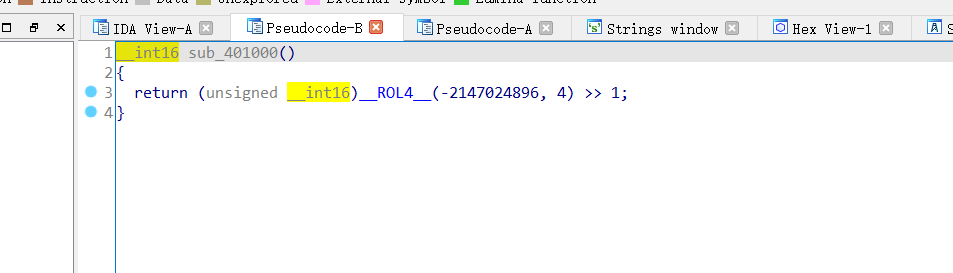 Instruction Data Unexplored External symbol Lumina function
IDA View-A Pseudocode-B Pseudocode-A Strings window Hex View-1
1 __int16 sub_401000()
2 {
3 return (unsigned __int16)__ROL4__(-2147024896, 4) >> 1;
4 }